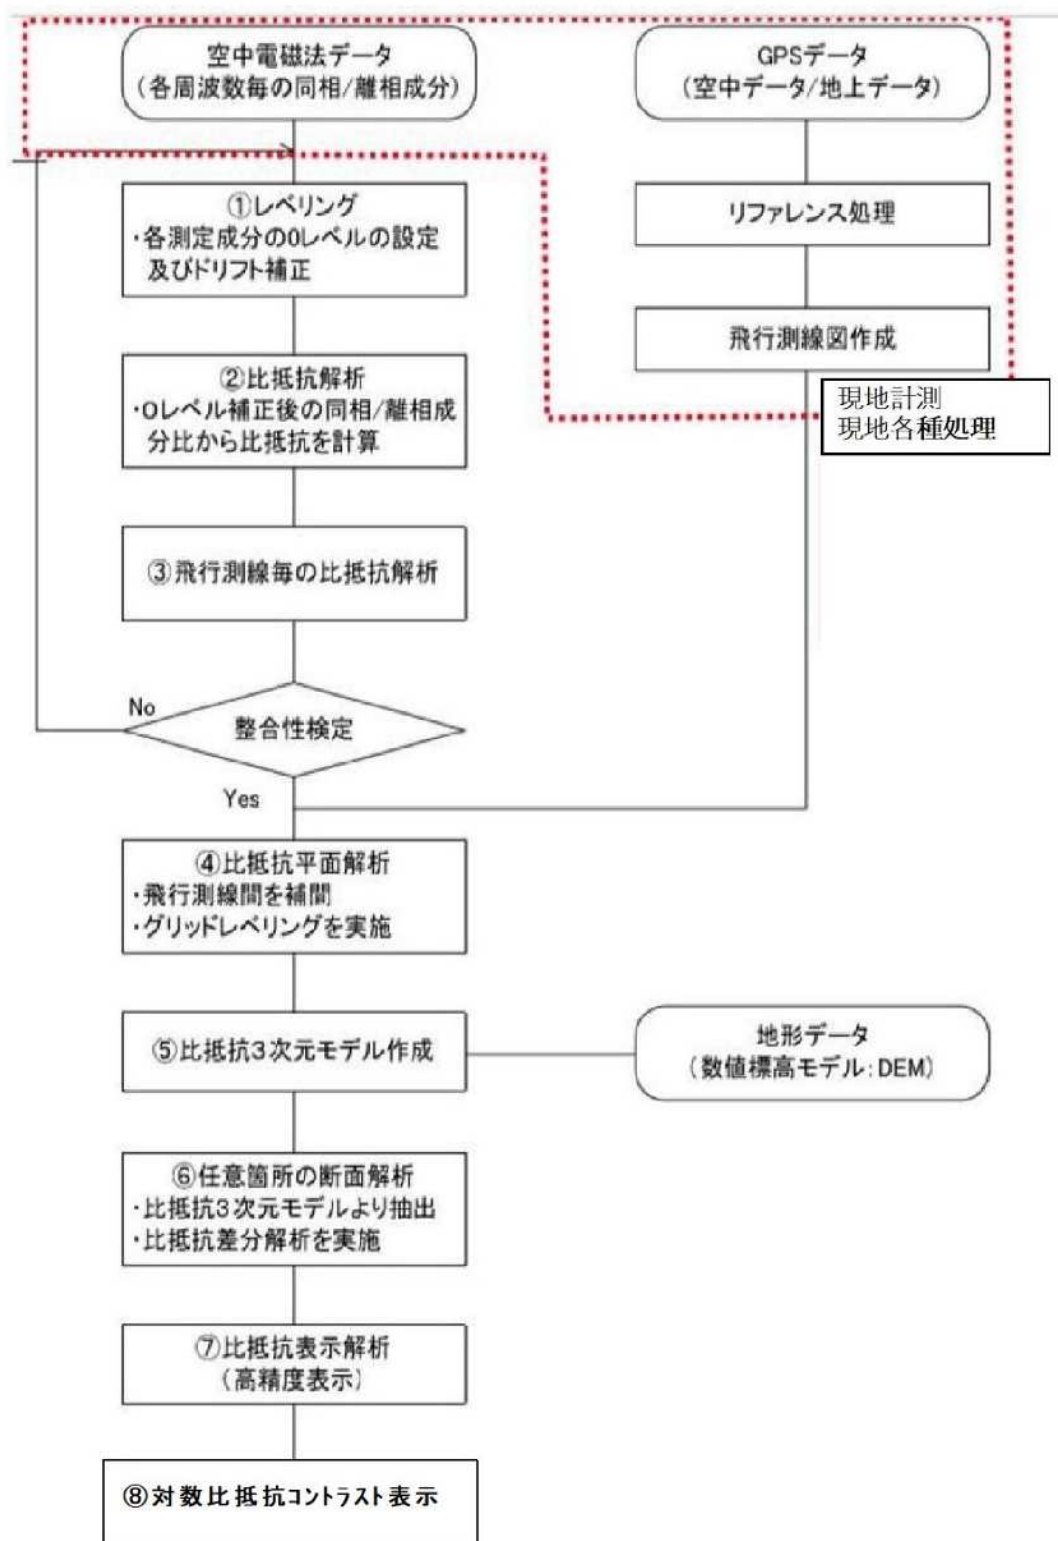 空中電磁法データ
(各周波数毎の同相/離相成分)
GPSデータ
(空中データ/地上データ)
①レベリング
・各測定成分の0レベルの設定
及びドリフト補正
リファレンス処理
飛行測線図作成
現地計測
現地各種処理
②比抵抗解析
・0レベル補正後の同相/離相成
分比から比抵抗を計算
③飛行測線毎の比抵抗解析
整合性検定
No
Yes
④比抵抗平面解析
・飛行測線間を補間
・グリッドレベリングを実施
⑤比抵抗3次元モデル作成
地形データ
(数値標高モデル:DEM)
⑥任意箇所の断面解析
・比抵抗3次元モデルより抽出
・比抵抗差分解析を実施
⑦比抵抗表示解析
(高精度表示)
⑧対数比抵抗コントラスト表示